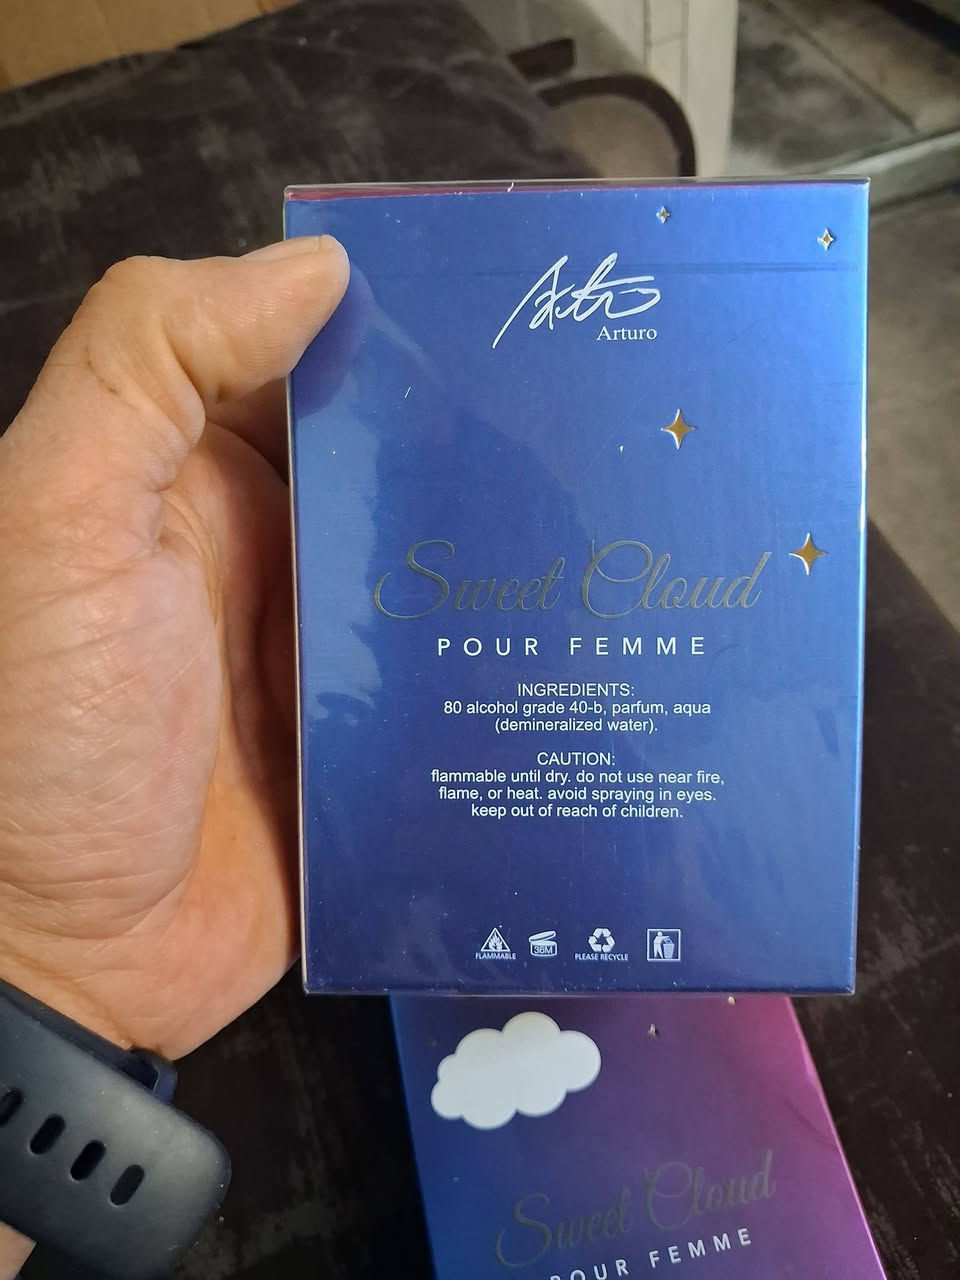 Arturo
Arturo
Sweet Cloud
POUR FEMME
INGREDIENTS:
80 alcohol grade 40-b, parfum, aqua
(demineralized water).
CAUTION:
flammable until dry. do not use near fire,
flame, or heat. avoid spraying in eyes.
keep out of reach of children.
36M
FLAMMABLE
PLEASE RECYCLE
Sweet Cloud
POUR FEMME